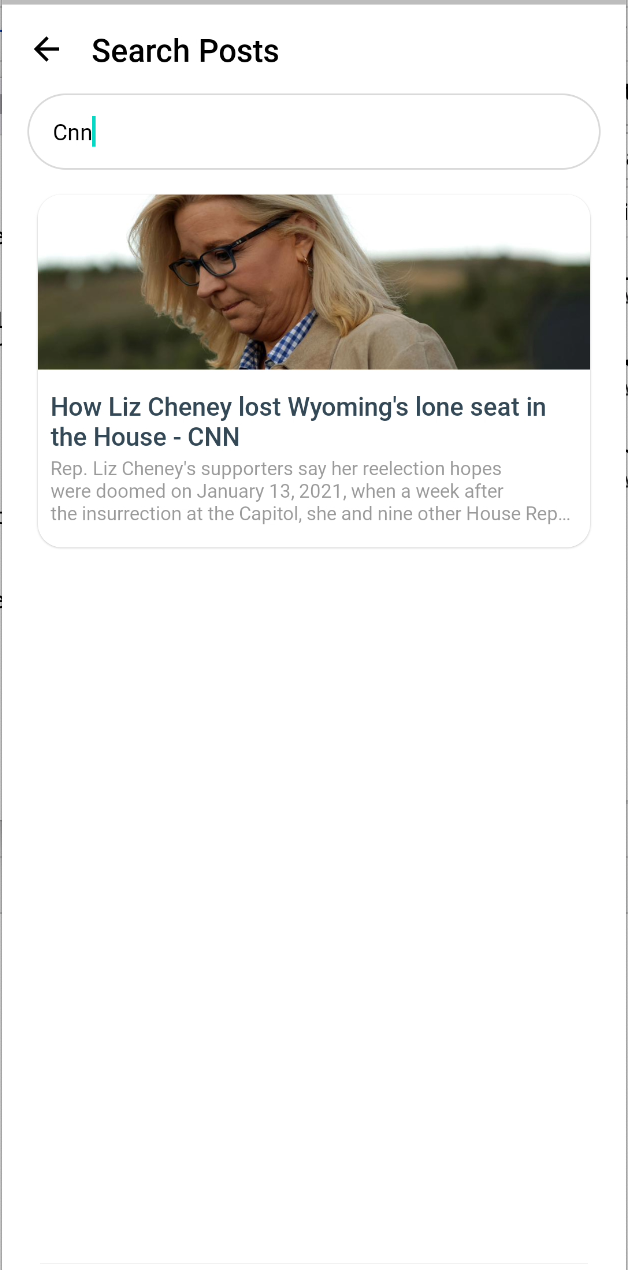 Search Posts
Cnn
How Liz Cheney lost Wyoming's lone seat in
the House - CNN
Rep. Liz Cheney's supporters say her reelection hopes
were doomed on January 13, 2021, when a week after
the insurrection at the Capitol, she and nine other House Rep...